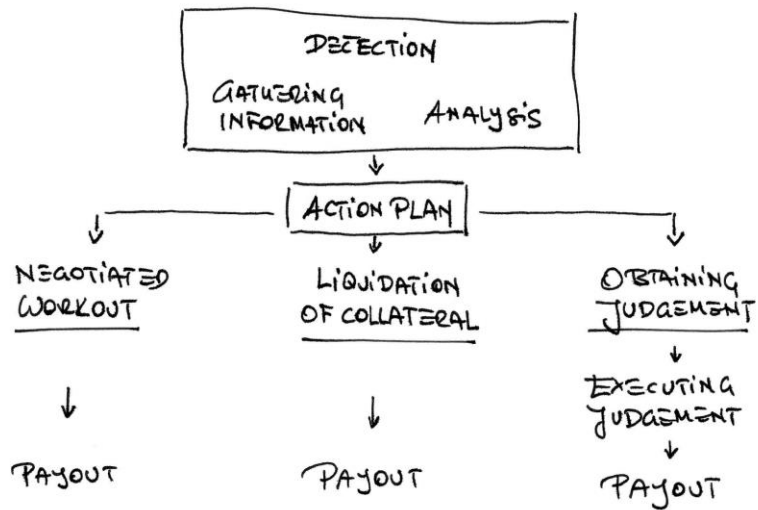 DETECTION
GATHERING
INFORMATION
ANALYSIS
ACTION PLAN
NEGOTIATED
WORKOUT
LIQUIDATION
OF COLLATERAL
OBTAINING
JUDGEMENT
EXECUTING
JUDGEMENT
PAYOUT
PAYOUT
PAYOUT